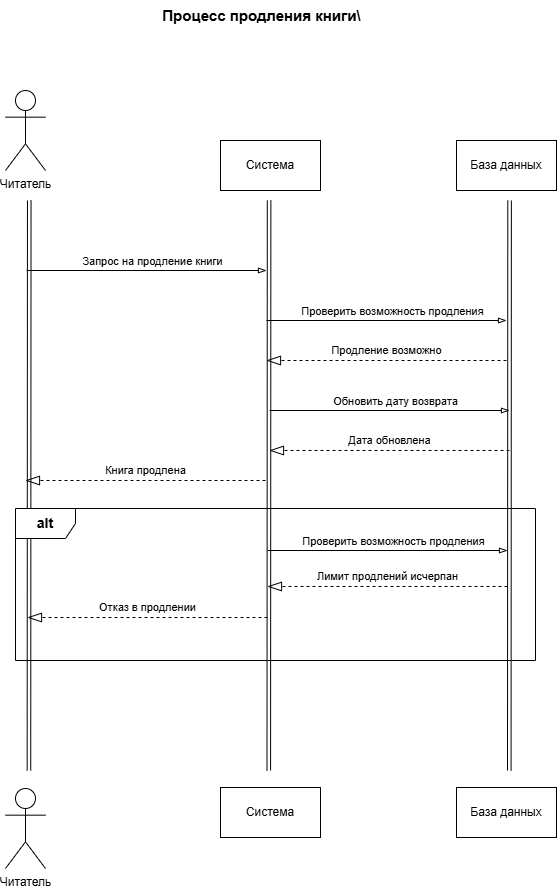 Процесс продления книги\
Читатель
Система
База данных
Запрос на продление книги
Проверить возможность продления
Продление возможно
Обновить дату возврата
Дата обновлена
Книга продлена
alt
Проверить возможность продления
Лимит продлений исчерпан
Отказ в продлении
Система
База данных
Читатель